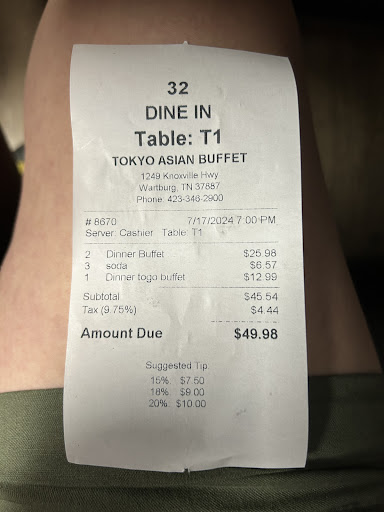 32
DINE IN
Table: T1
TOKYO ASIAN BUFFET
1249 Knoxville Hwy
Wartburg, TN 37887
Phone: 423-346-2900
# 8670 7/17/2024 7:00 PM
Server: Cashier Table: T1
2 Dinner Buffet $25.98
3 soda $6.57
1 Dinner togo buffet $12.99
Subtotal $45.54
Tax (9.75%) $4.44
Amount Due $49.98
Suggested Tip:
15%: $7.50
18%: $9.00
20%: $10.00